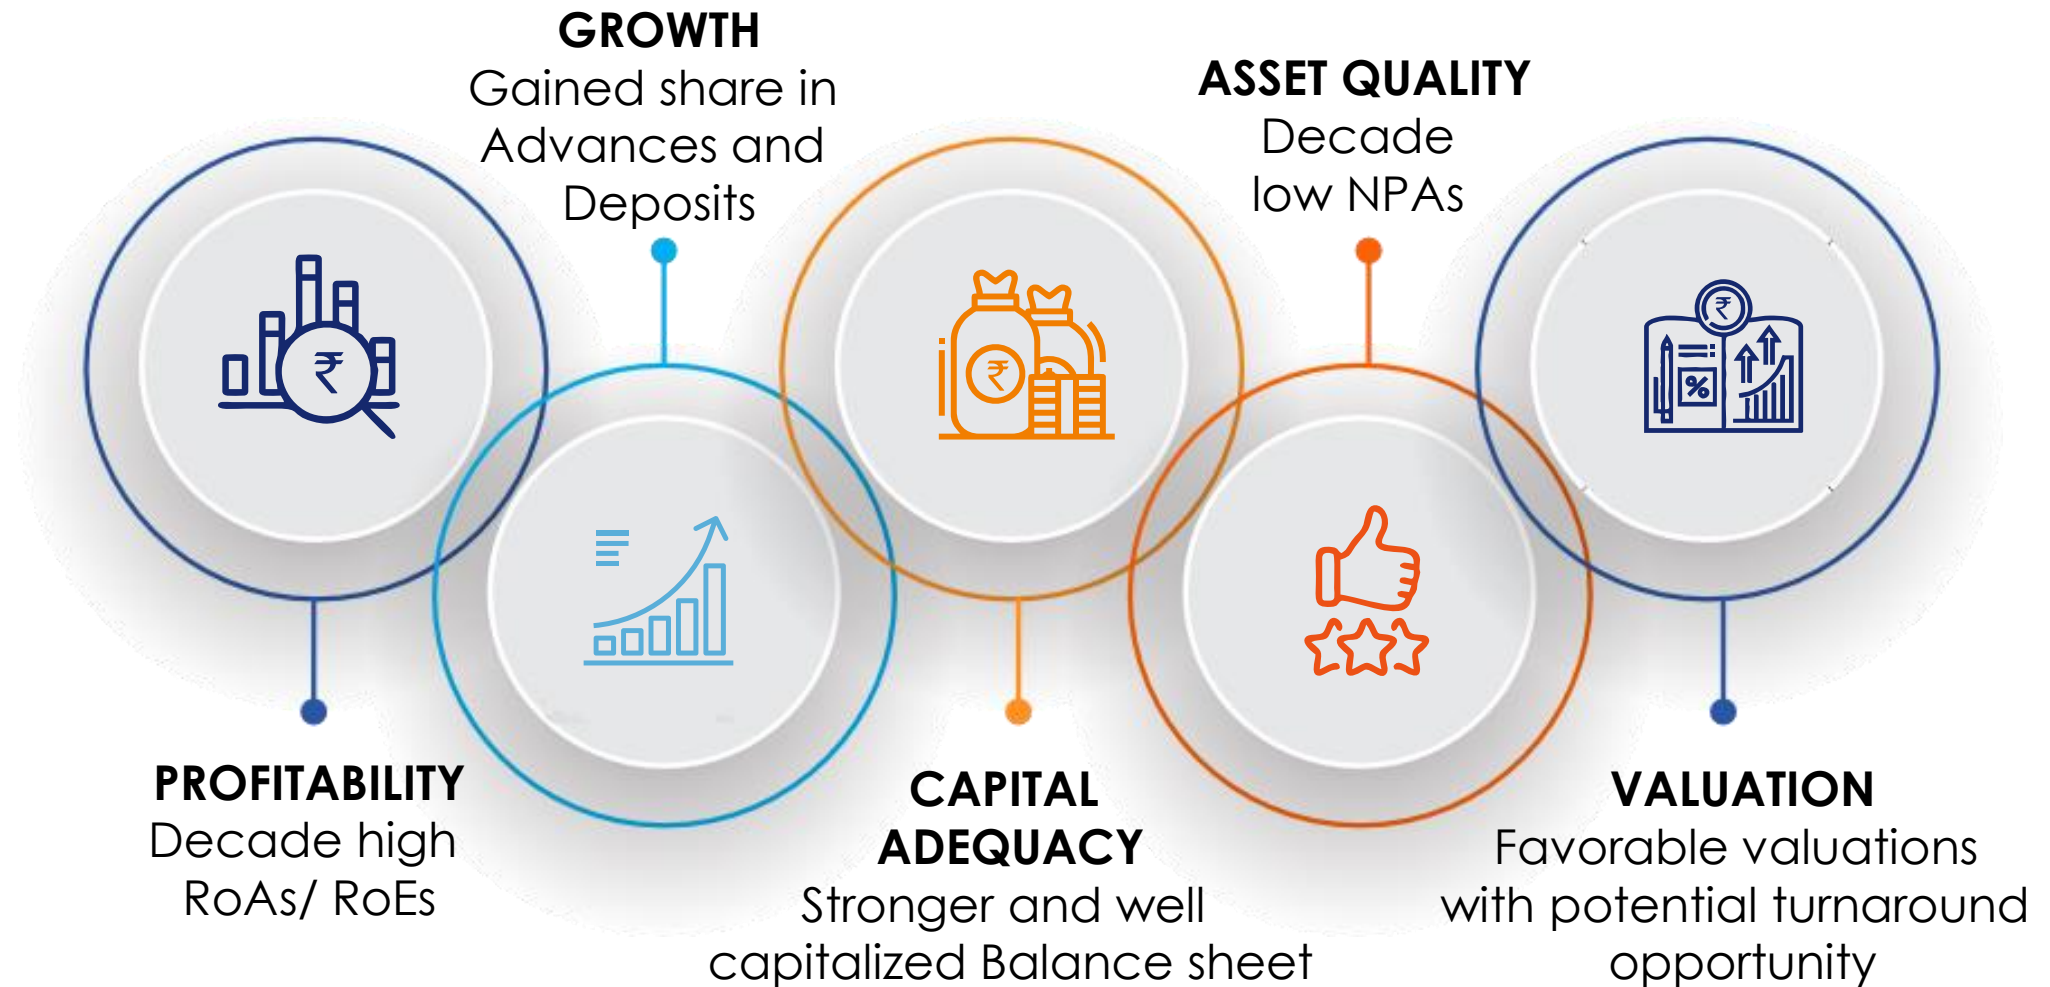 GROWTH
Gained share in
Advances and
Deposits
ASSET QUALITY
Decade
low NPAs
₹
₹
₹
%
PROFITABILITY
Decade high
RoAs/ RoEs
CAPITAL
ADEQUACY
Stronger and well
capitalized Balance sheet
VALUATION
Favorable valuations
with potential turnaround
opportunity